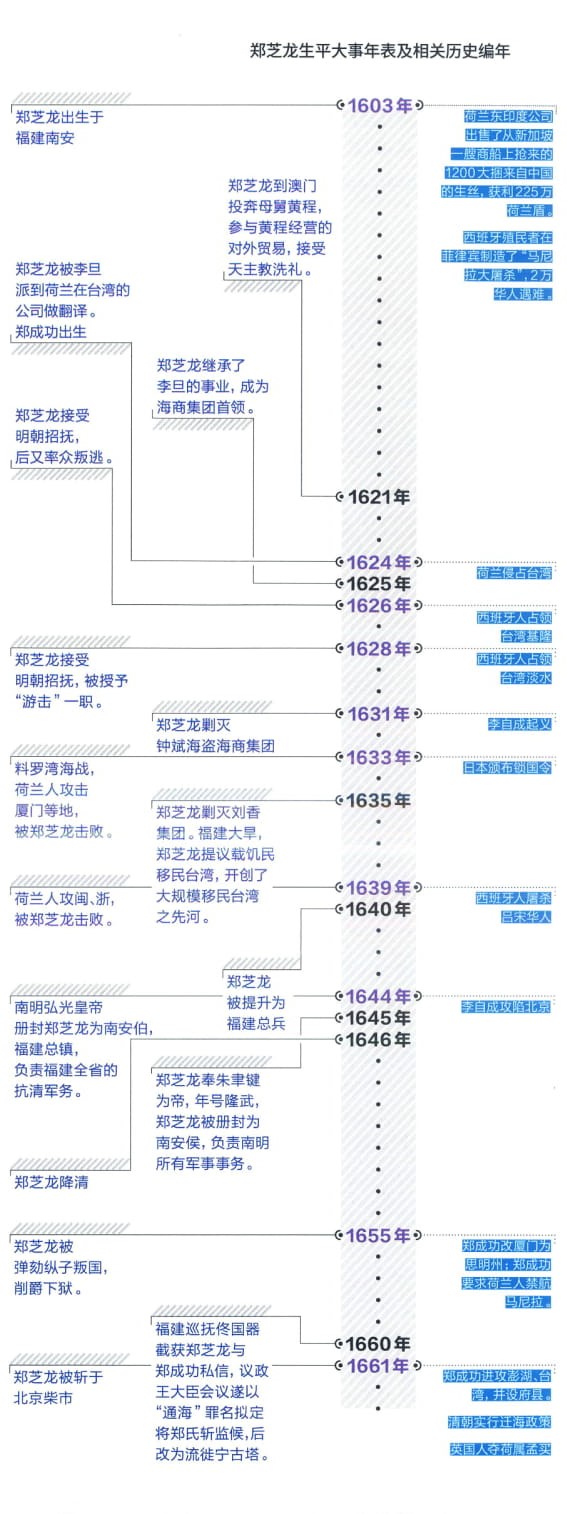 郑芝龙生平大事年表及相关历史编年
1603年
郑芝龙出生于
福建南安
荷兰东印度公司
出售了从新加坡
一艘商船上抢来的
1200大捆来自中国
的生丝，获利225万
荷兰盾。
西班牙殖民者在
菲律宾制造了“马尼
拉大屠杀”，2万
华人遇难。
郑芝龙到澳门
投奔母舅黄程，
参与黄程经营的
对外贸易，接受
天主教洗礼。
1621年
郑芝龙被李旦
派到荷兰在台湾的
公司做翻译。
郑成功出生
1624年
荷兰侵占台湾
郑芝龙继承了
李旦的事业，成为
海商集团首领。
1625年
郑芝龙接受
明朝招抚，
后又率众叛逃。
1626年
西班牙人占领
台湾基隆
1628年
郑芝龙接受
明朝招抚，被授予
“游击”一职。
西班牙人占领
台湾淡水
1631年
郑芝龙剿灭
钟斌海盗海商集团
李自成起义
1633年
料罗湾海战，
荷兰人攻击
厦门等地，
被郑芝龙击败。
日本颁布锁国令
1635年
郑芝龙剿灭刘香
集团。福建大旱，
郑芝龙提议载饥民
移民台湾，开创了
大规模移民台湾
之先河。
1639年
荷兰人攻闽、浙，
被郑芝龙击败。
西班牙人屠杀
吕宋华人
1640年
郑芝龙
被提升为
福建总兵
1644年
南明弘光皇帝
册封郑芝龙为南安伯，
福建总镇，
负责福建全省的
抗清军务。
李自成攻陷北京
1645年
郑芝龙奉朱聿键
为帝，年号隆武，
郑芝龙被册封为
南安侯，负责南明
所有军事事务。
1646年
郑芝龙降清
1655年
郑芝龙被
弹劾纵子叛国，
削爵下狱。
郑成功改厦门为
思明州；郑成功
要求荷兰人禁航
马尼拉。
1660年
福建巡抚佟国器
截获郑芝龙与
郑成功私信，议政
王大臣会议遂以
“通海”罪名拟定
将郑氏斩监候，后
改为流徙宁古塔。
1661年
郑芝龙被斩于
北京柴市
郑成功进攻澎湖、台
湾，并设府县。
清朝实行迁海政策
英国人夺荷属孟买